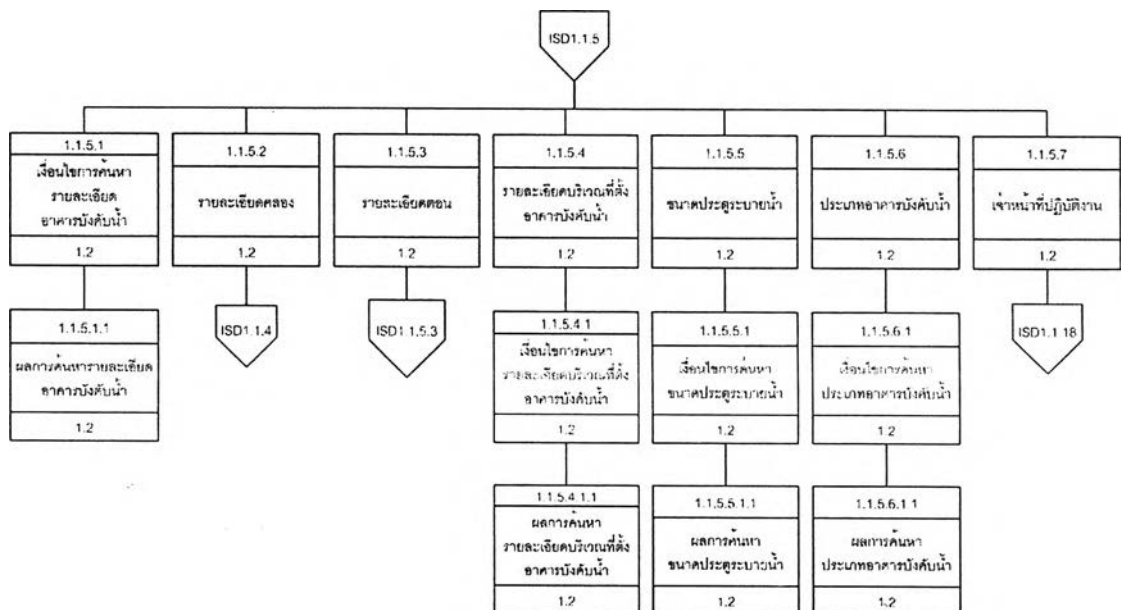 ISD1.1.5
1.1.5.1
เงื่อนไขการค้นหา
รายละเอียด
อาคารบังคับน้ำ
1.2
1.1.5.2
รายละเอียดคลอง
1.2
1.1.5.3
รายละเอียดตอน
1.2
1.1.5.4
รายละเอียดบริเวณที่ตั้ง
อาคารบังคับน้ำ
1.2
1.1.5.5
ขนาดประตูระบายน้ำ
1.2
1.1.5.6
ประเภทอาคารบังคับน้ำ
1.2
1.1.5.7
เจ้าหน้าที่ปฏิบัติงาน
1.2
1.1.5.1.1
ผลการค้นหารายละเอียด
อาคารบังคับน้ำ
1.2
ISD1.1.4
ISD1.1.5.3
1.1.5.4.1
เงื่อนไขการค้นหา
รายละเอียดบริเวณที่ตั้ง
อาคารบังคับน้ำ
1.2
1.1.5.5.1
เงื่อนไขการค้นหา
ขนาดประตูระบายน้ำ
1.2
1.1.5.6.1
เงื่อนไขการค้นหา
ประเภทอาคารบังคับน้ำ
1.2
ISD1.1.18
1.1.5.4.1.1
ผลการค้นหา
รายละเอียดบริเวณที่ตั้ง
อาคารบังคับน้ำ
1.2
1.1.5.5.1.1
ผลการค้นหา
ขนาดประตูระบายน้ำ
1.2
1.1.5.6.1.1
ผลการค้นหา
ประเภทอาคารบังคับน้ำ
1.2